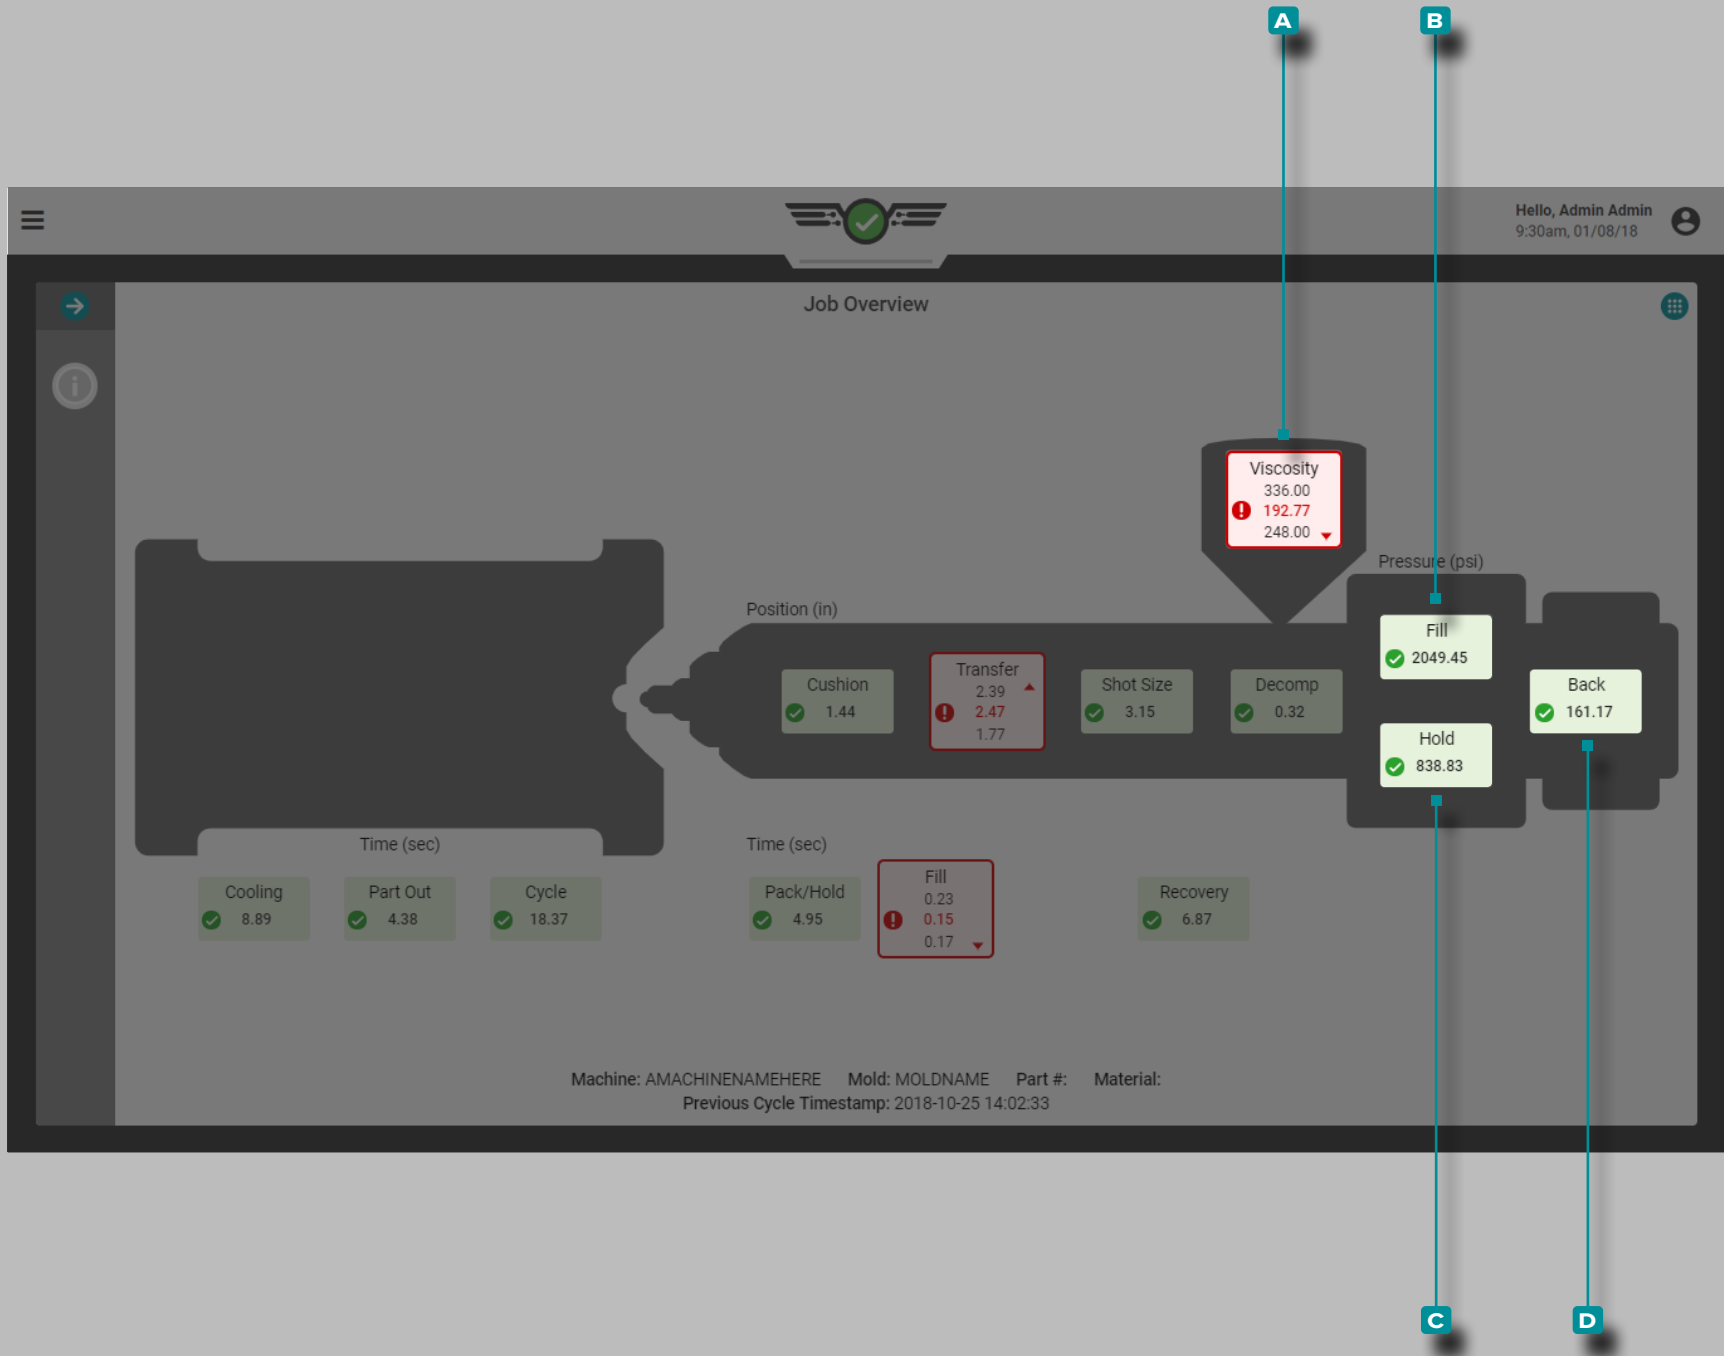 A
B
Hello, Admin Admin
9:30am, 01/08/18
Job Overview
Viscosity
336.00
192.77
248.00
Pressure (psi)
Position (in)
Fill
2049.45
Cushion
1.44
Transfer
2.39
2.47
1.77
Shot Size
3.15
Decomp
0.32
Back
161.17
Hold
838.83
Time (sec)
Time (sec)
Cooling
8.89
Part Out
4.38
Cycle
18.37
Pack/Hold
4.95
Fill
0.23
0.15
0.17
Recovery
6.87
Machine: AMACHINENAMEHERE Mold: MOLDNAME Part #: Material:
Previous Cycle Timestamp: 2018-10-25 14:02:33
C
D